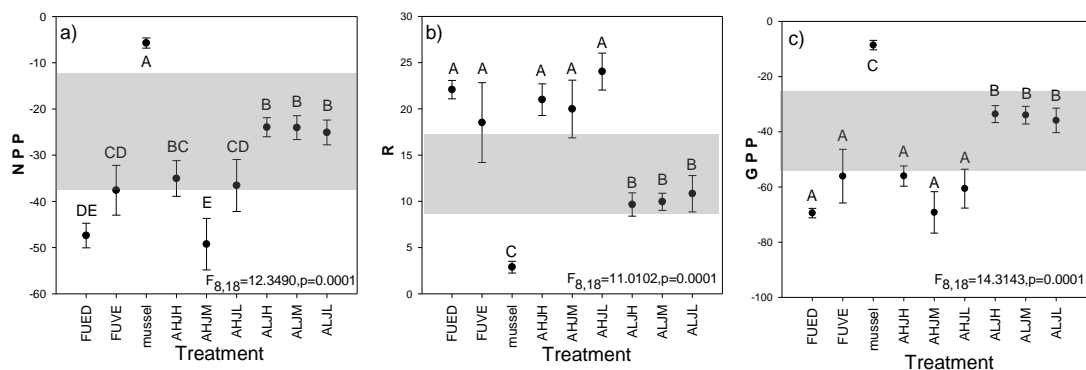 a)
0
-10
-20
-30
-40
-50
-60
NPP
A
B B B
BC
CD CD
DE E
F8,18=12.3490,p=0.0001
FUED FUVE mussel AHJH AHJM AHJL ALJH ALJM ALJL
Treatment
b)
30
25
20
15
10
5
0
R
A A A A A
B B B
C
F8,18=11.0102,p=0.0001
FUED FUVE mussel AHJH AHJM AHJL ALJH ALJM ALJL
Treatment
c)
0
-20
-40
-60
-80
-100
GPP
C
B B B
A A A A A
F8,18=14.3143,p=0.0001
FUED FUVE mussel AHJH AHJM AHJL ALJH ALJM ALJL
Treatment